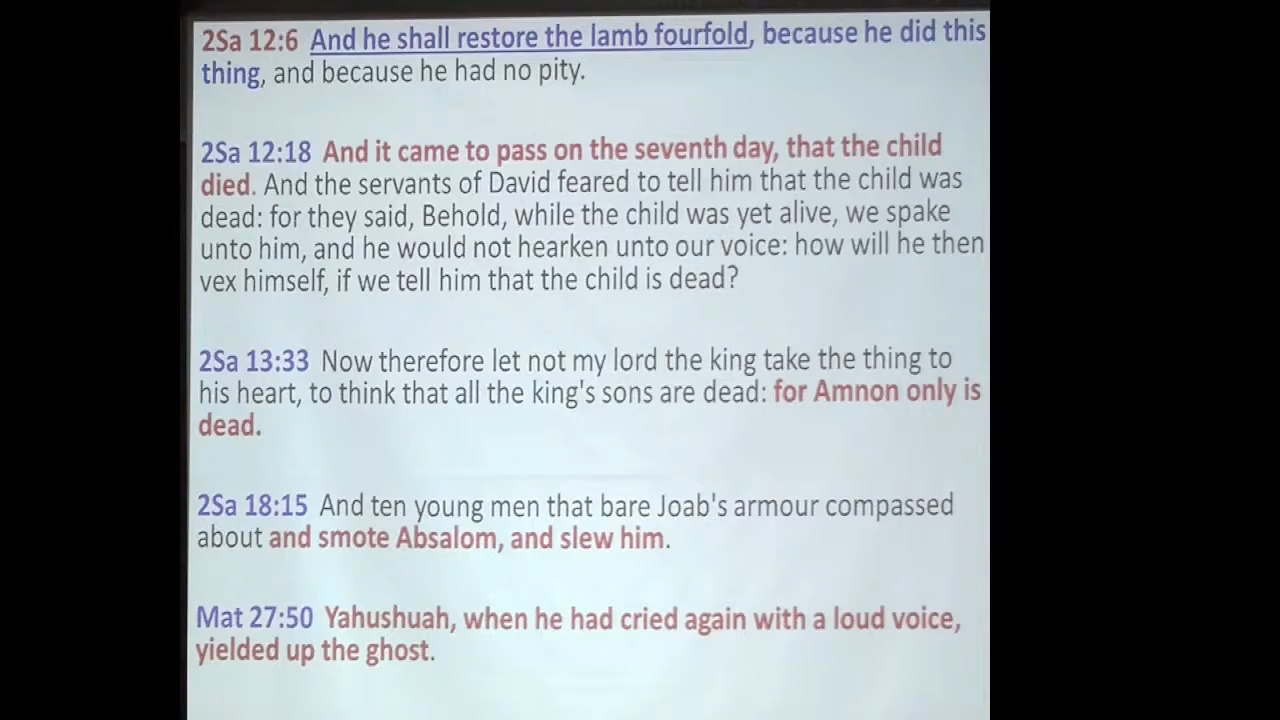 2Sa 12:6 And he shall restore the lamb fourfold, because he did this
thing, and because he had no pity.
2Sa 12:18 And it came to pass on the seventh day, that the child
died. And the servants of David feared to tell him that the child was
dead: for they said, Behold, while the child was yet alive, we spake
unto him, and he would not hearken unto our voice: how will he then
vex himself, if we tell him that the child is dead?
2Sa 13:33 Now therefore let not my lord the king take the thing to
his heart, to think that all the king's sons are dead: for Amnon only is
dead.
2Sa 18:15 And ten young men that bare Joab's armour compassed
about and smote Absalom, and slew him.
Mat 27:50 Yahushuah, when he had cried again with a loud voice,
yielded up the ghost.